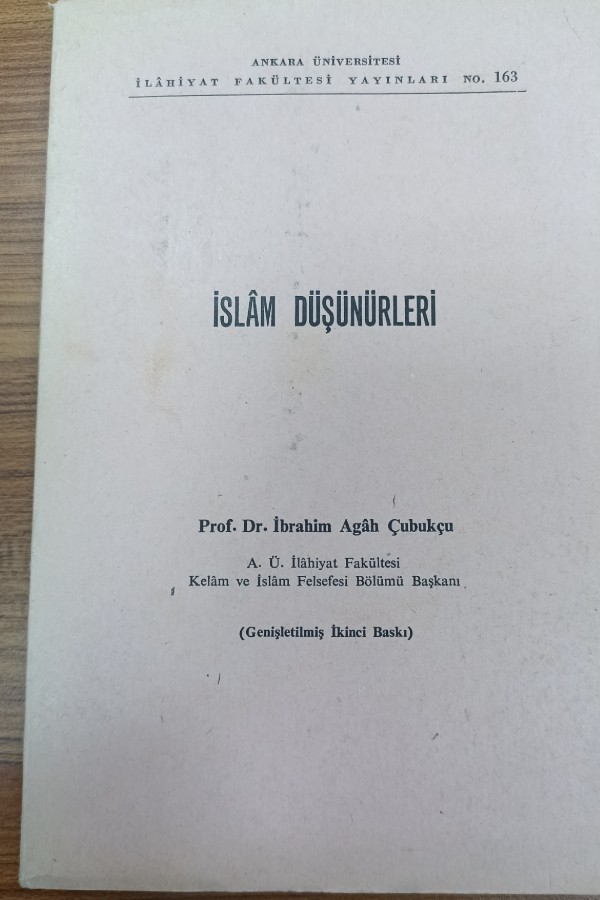 ANKARA ÜNİVERSİTESİ
İLÂHİYAT FAKÜLTESİ YAYINLARI NO. 163
İSLÂM DÜŞÜNÜRLERİ
Prof. Dr. İbrahim Agâh Çubukçu
A. Ü. İlâhiyat Fakültesi
Kelâm ve İslâm Felsefesi Bölümü Başkanı
(Genişletilmiş İkinci Baskı)